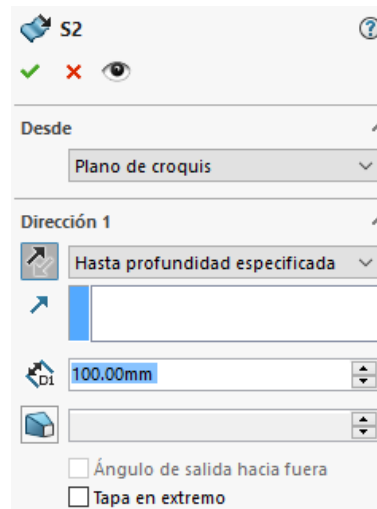 S2
Desde
Plano de croquis
Dirección 1
Hasta profundidad especificada
D1
100.00mm
Ángulo de salida hacia fuera
Tapa en extremo